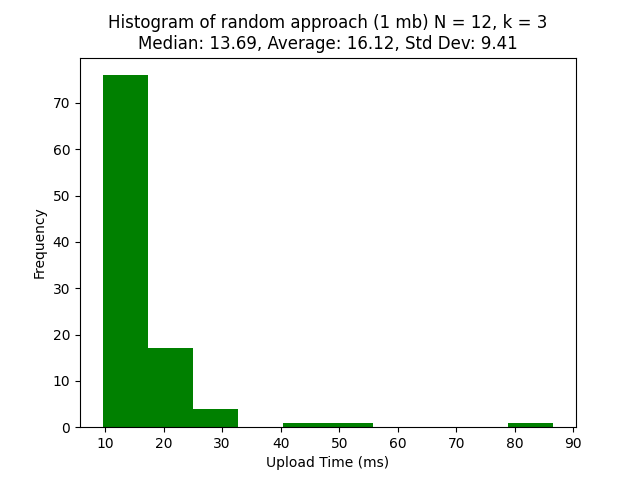 Histogram of random approach (1 mb) N = 12, k = 3
Median: 13.69, Average: 16.12, Std Dev: 9.41
70
60
50
40
30
20
10
0
Frequency
10 20 30 40 50 60 70 80 90
Upload Time (ms)